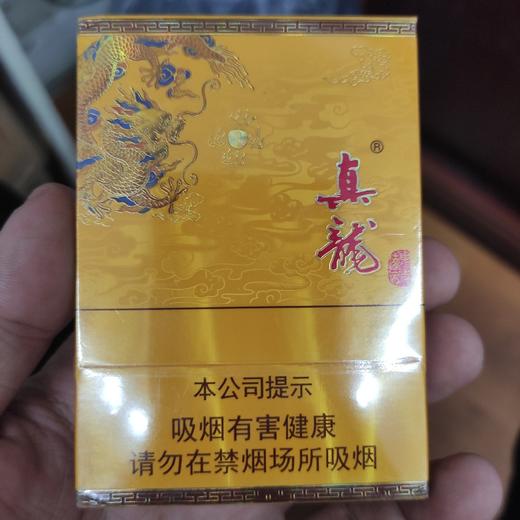 真龍
®
本公司提示
吸烟有害健康
请勿在禁烟场所吸烟